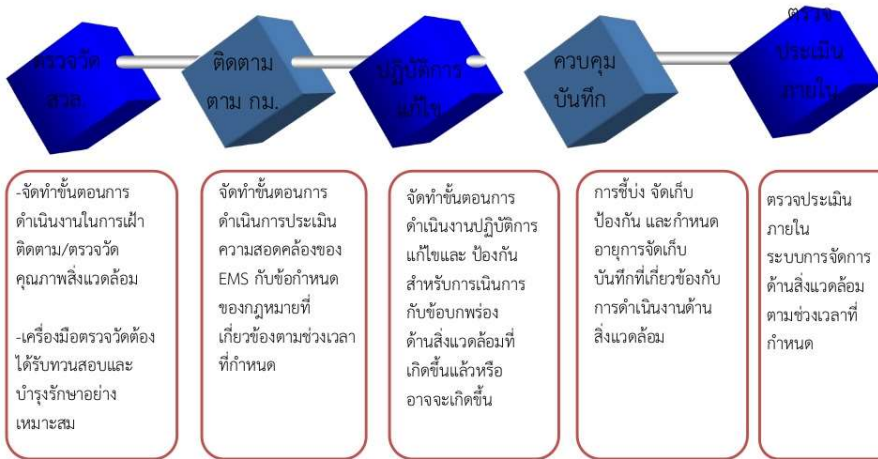 ตรวจวัด
สวล.
ติดตาม
ตาม กม.
ปฏิบัติการ
แก้ไข
ควบคุม
บันทึก
ตรวจ
ประเมิน
ภายใน
-จัดทำขั้นตอนการ
ดำเนินงานในการเฝ้า
ติดตาม/ตรวจวัด
คุณภาพสิ่งแวดล้อม
-เครื่องมือตรวจวัดต้อง
ได้รับทวนสอบและ
บำรุงรักษาอย่าง
เหมาะสม
จัดทำขั้นตอนการ
ดำเนินการประเมิน
ความสอดคล้องของ
EMS กับข้อกำหนด
ของกฎหมายที่
เกี่ยวข้องตามช่วงเวลา
ที่กำหนด
จัดทำขั้นตอนการ
ดำเนินงานปฏิบัติการ
แก้ไขและ ป้องกัน
สำหรับการเนินการ
กับข้อบกพร่อง
ด้านสิ่งแวดล้อมที่
เกิดขึ้นแล้วหรือ
อาจจะเกิดขึ้น
การชี้บ่ง จัดเก็บ
ป้องกัน และกำหนด
อายุการจัดเก็บ
บันทึกที่เกี่ยวข้องกับ
การดำเนินงานด้าน
สิ่งแวดล้อม
ตรวจประเมิน
ภายใน
ระบบการจัดการ
ด้านสิ่งแวดล้อม
ตามช่วงเวลาที่
กำหนด